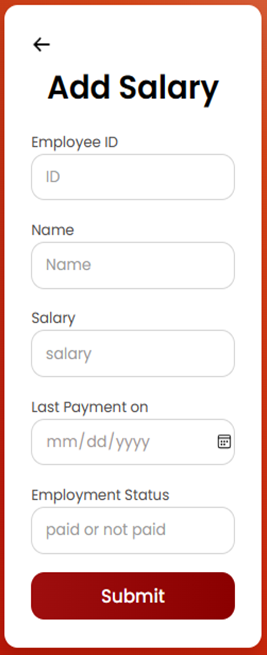 Add Salary
Employee ID
ID
Name
Name
Salary
salary
Last Payment on
mm/dd/yyyy
Employment Status
paid or not paid
Submit